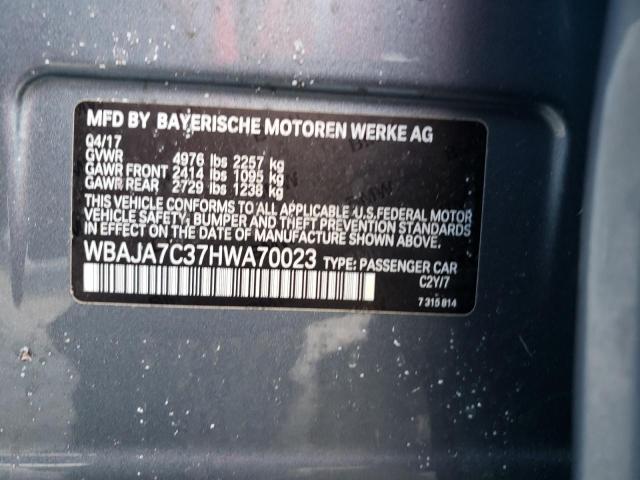 MFD BY BAYERISCHE MOTOREN WERKE AG
04/17
GVWR 4976 lbs 2257 kg
GAWR FRONT 2414 lbs 1095 kg
GAWR REAR 2729 lbs 1238 kg
THIS VEHICLE CONFORMS TO ALL APPLICABLE U.S.FEDERAL MOTOR
VEHICLE SAFETY, BUMPER AND THEFT PREVENTION STANDARDS
IN EFFECT ON THE DATE OF MANUFACTURE SHOWN ABOVE.
WBAJA7C37HWA70023 TYPE: PASSENGER CAR
C2Y/7
7 315 814